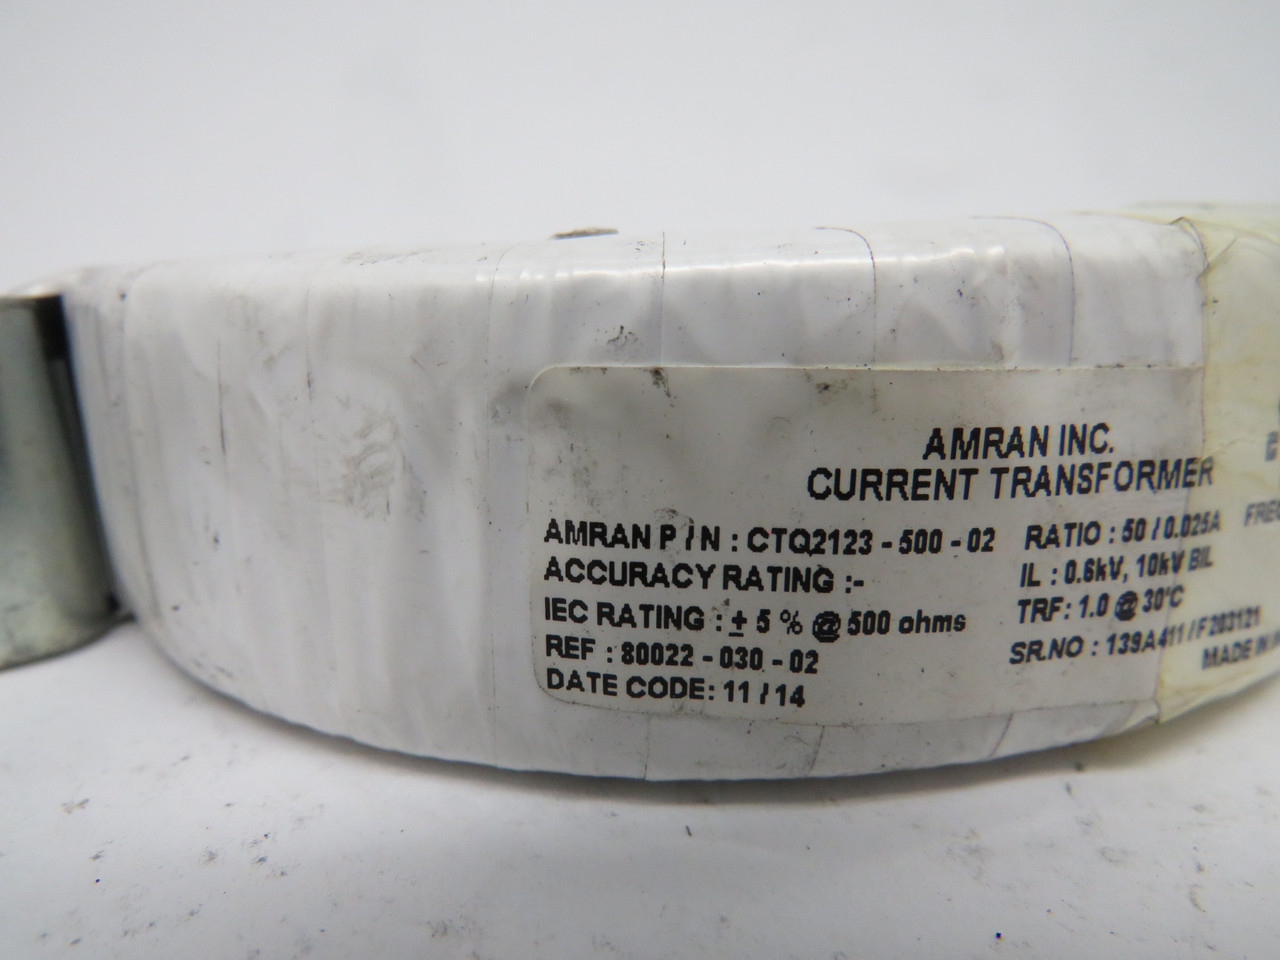 AMRAN INC.
CURRENT TRANSFORMER
AMRAN P/N : CTQ2123 - 500 - 02
ACCURACY RATING :-
IEC RATING : ± 5 % @ 500 ohms
REF : 80022 - 030 - 02
DATE CODE: 11 / 14
RATIO : 50 / 0.025A
IL : 0.6kV, 10kV BIL
TRF: 1.0 @ 30°C
SR.NO : 139A411 / F203121
MADE IN